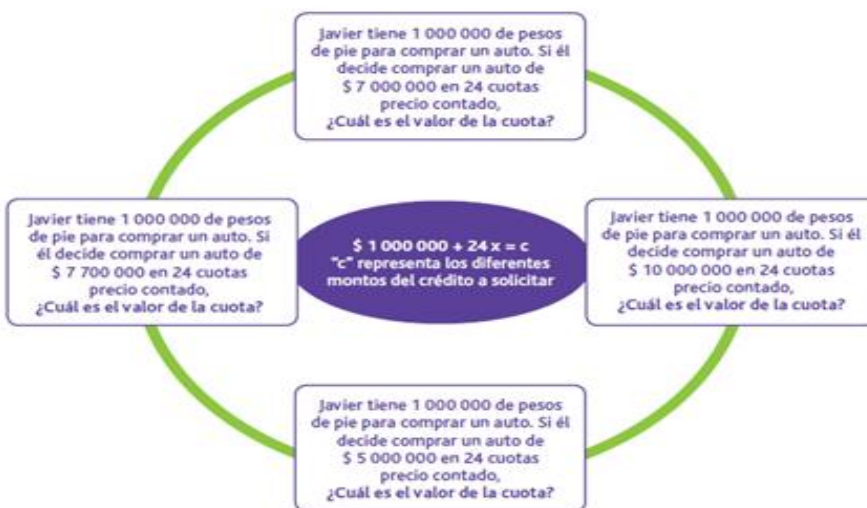 Javier tiene 1 000 000 de pesos
de pie para comprar un auto. Si él
decide comprar un auto de
$ 7 000 000 en 24 cuotas
precio contado,
¿Cuál es el valor de la cuota?
Javier tiene 1 000 000 de pesos
de pie para comprar un auto. Si
él decide comprar un auto de
$ 7 700 000 en 24 cuotas
precio contado,
¿Cuál es el valor de la cuota?
$ 1 000 000 + 24 x = c
"c" representa los diferentes
montos del crédito a solicitar
Javier tiene 1 000 000 de pesos
de pie para comprar un auto. Si él
decide comprar un auto de
$ 10 000 000 en 24 cuotas
precio contado,
¿Cuál es el valor de la cuota?
Javier tiene 1 000 000 de pesos
de pie para comprar un auto. Si él
decide comprar un auto de
$ 5 000 000 en 24 cuotas
precio contado,
¿Cuál es el valor de la cuota?